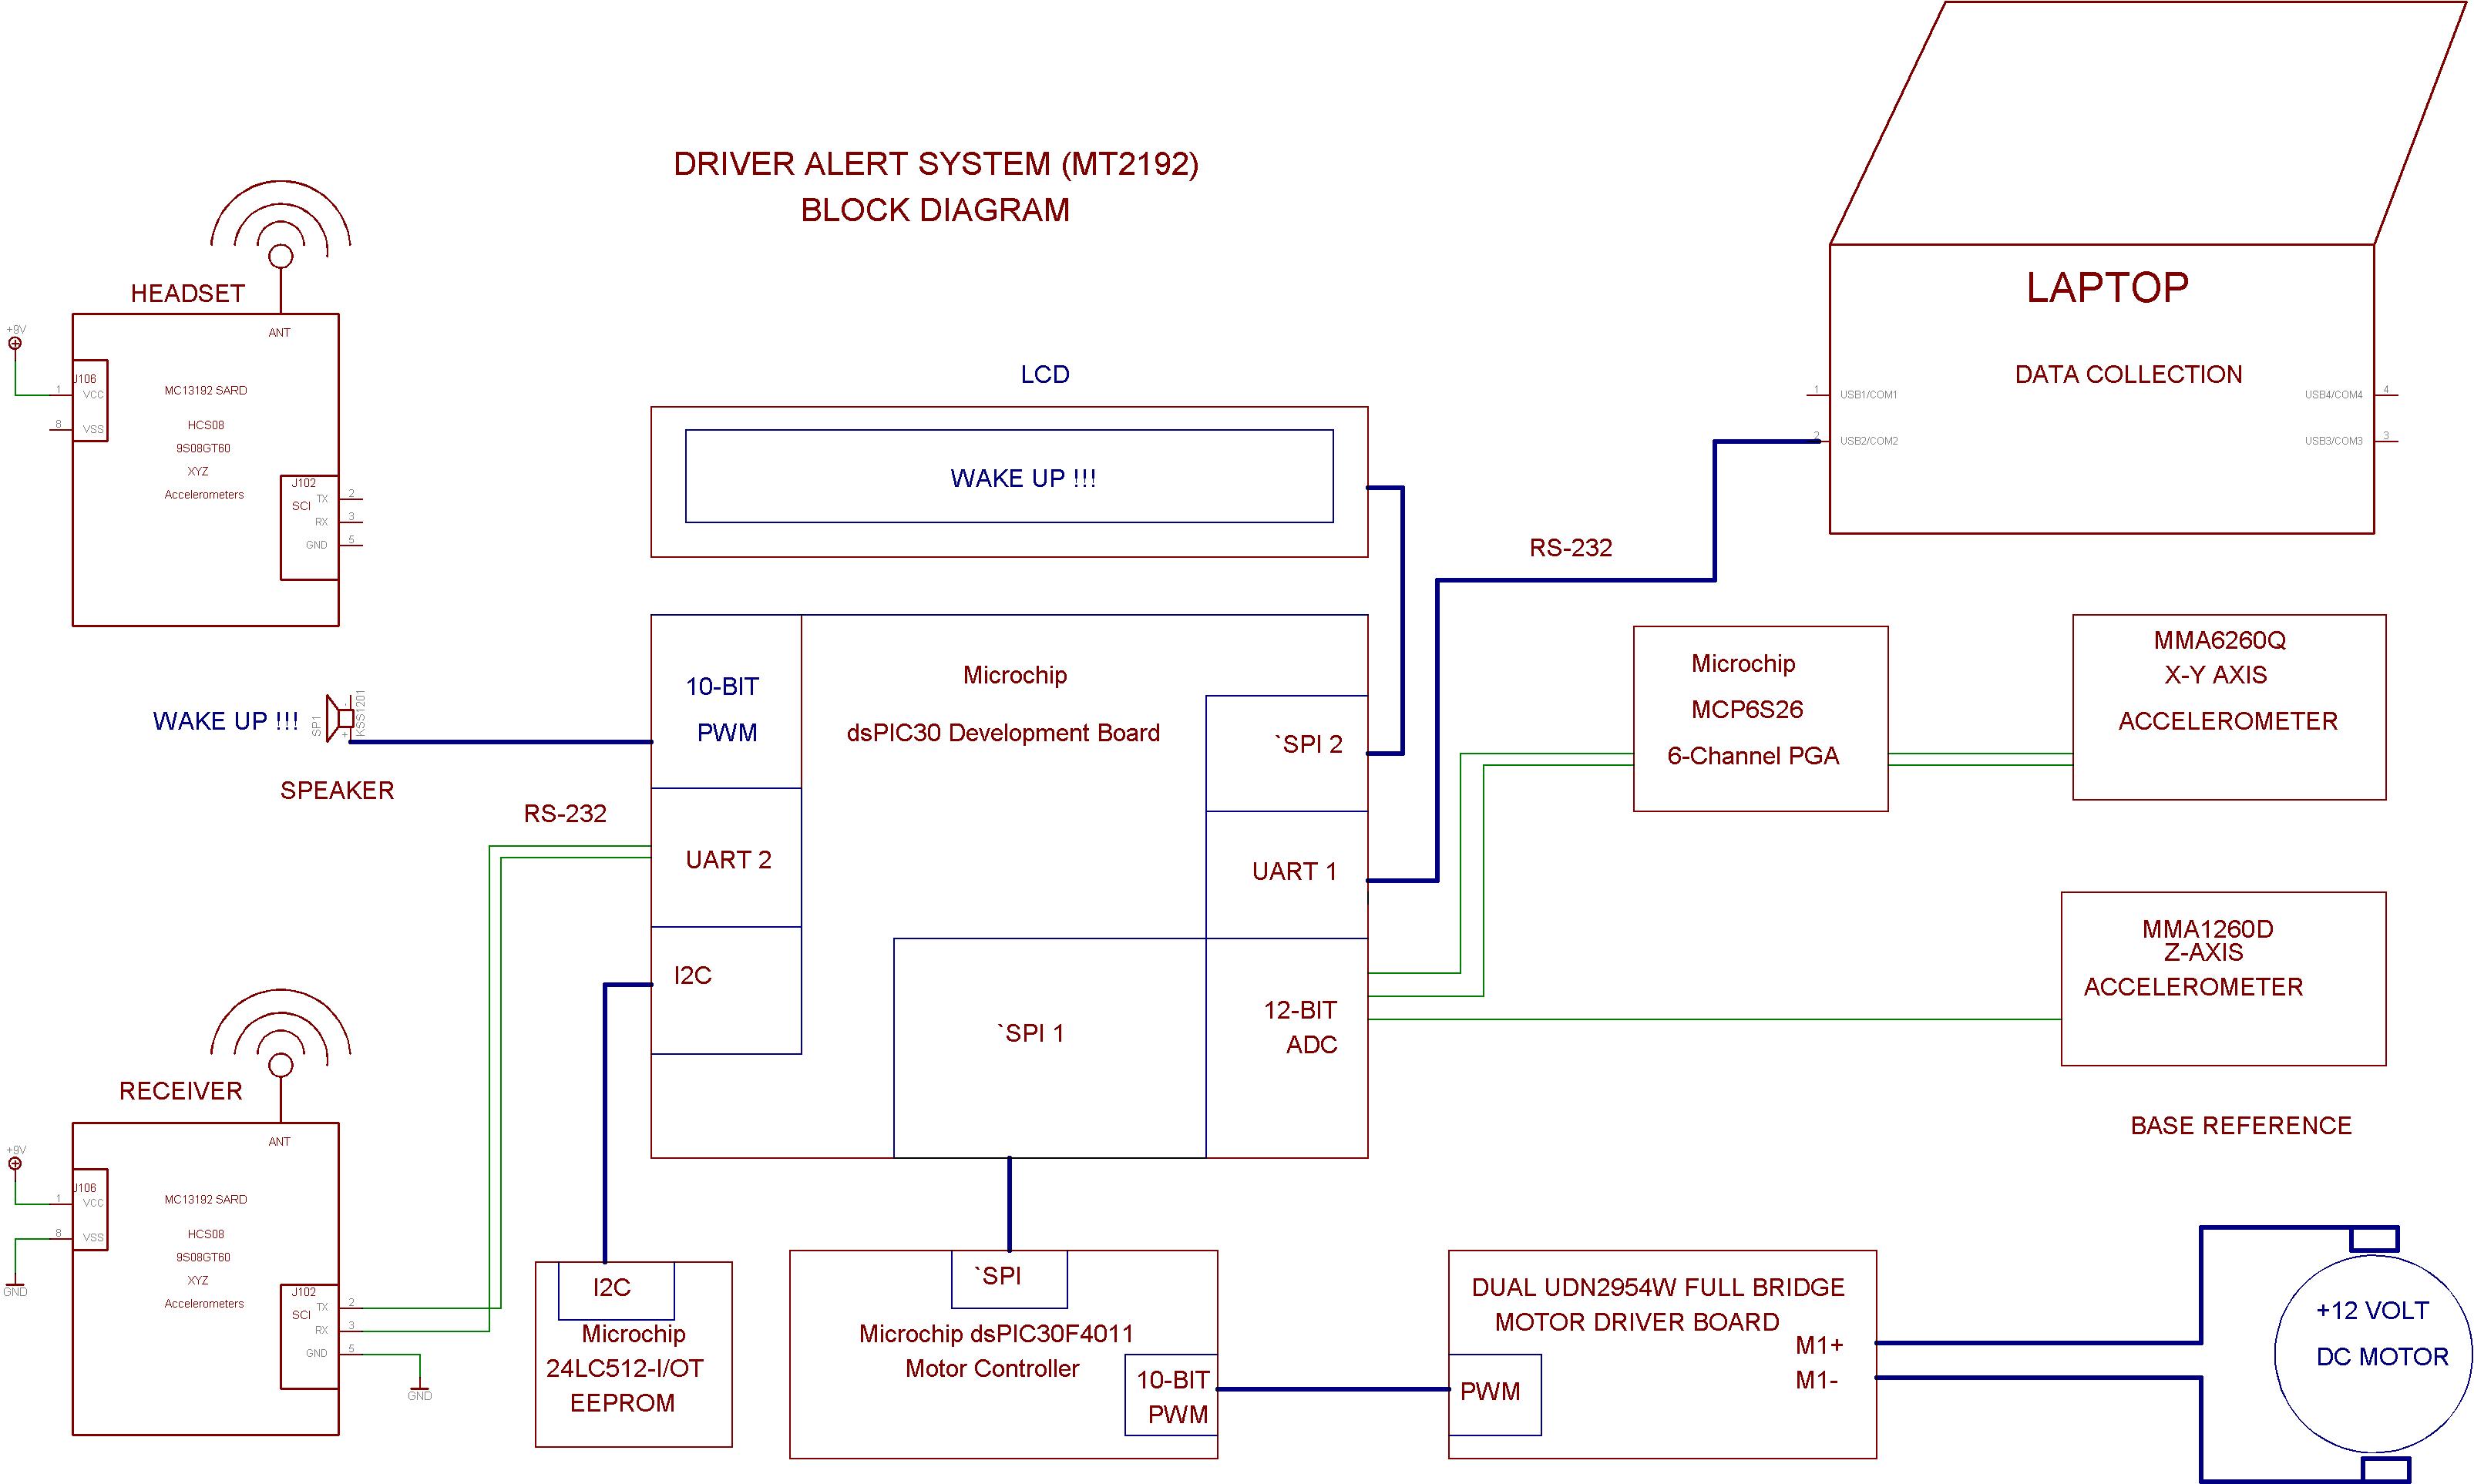 DRIVER ALERT SYSTEM (MT2192)
BLOCK DIAGRAM
HEADSET
ANT
+9V
J106
1
VCC
8
VSS
MC13192 SARD
HCS08
9S08GT60
XYZ
Accelerometers
J102
SCI
TX
2
RX
3
GND
5
LAPTOP
DATA COLLECTION
1
USB1/COM1
2
USB2/COM2
USB4/COM4
4
USB3/COM3
3
LCD
WAKE UP !!!
RS-232
WAKE UP !!!
SP1
KSS1201
-
+
SPEAKER
RS-232
10-BIT
PWM
Microchip
dsPIC30 Development Board
`SPI 2
UART 2
UART 1
I2C
`SPI 1
12-BIT
ADC
Microchip
MCP6S26
6-Channel PGA
MMA6260Q
X-Y AXIS
ACCELEROMETER
MMA1260D
Z-AXIS
ACCELEROMETER
BASE REFERENCE
RECEIVER
ANT
+9V
J106
1
VCC
8
VSS
GND
MC13192 SARD
HCS08
9S08GT60
XYZ
Accelerometers
J102
SCI
TX
2
RX
3
GND
5
GND
I2C
Microchip
24LC512-I/OT
EEPROM
`SPI
Microchip dsPIC30F4011
Motor Controller
10-BIT
PWM
DUAL UDN2954W FULL BRIDGE
MOTOR DRIVER BOARD
M1+
M1-
PWM
+12 VOLT
DC MOTOR